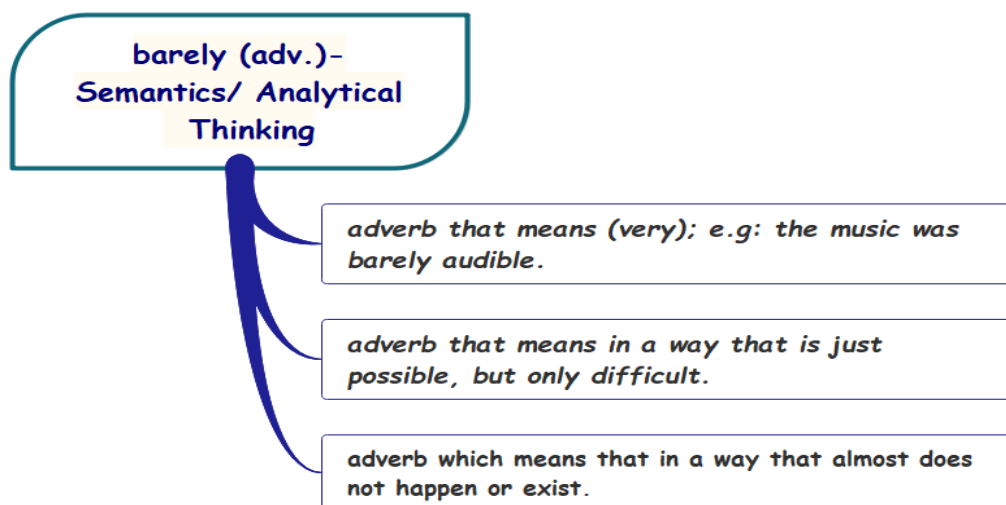 barely (adv.)-
Semantics/ Analytical
Thinking
adverb that means (very); e.g: the music was
barely audible.
adverb that means in a way that is just
possible, but only difficult.
adverb which means that in a way that almost does
not happen or exist.